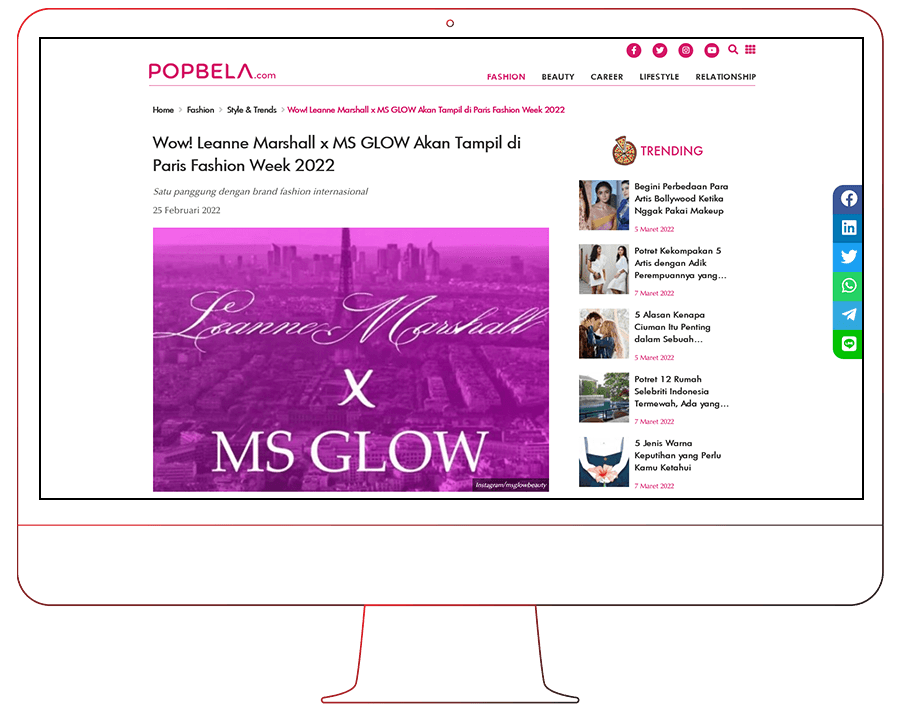 POPBELA.com
FASHION BEAUTY CAREER LIFESTYLE RELATIONSHIP
Home > Fashion > Style & Trends > Wow! Leanne Marshall x MS GLOW Akan Tampil di Paris Fashion Week 2022
Wow! Leanne Marshall x MS GLOW Akan Tampil di
Paris Fashion Week 2022
Satu panggung dengan brand fashion internasional
25 Februari 2022
Leanne Marshall
X
MS GLOW
Instagram/msglowbeauty
TRENDING
Begini Perbedaan Para
Artis Bollywood Ketika
Nggak Pakai Makeup
5 Maret 2022
Potret Kekompakan 5
Artis dengan Adik
Perempuannya yang...
7 Maret 2022
5 Alasan Kenapa
Ciuman Itu Penting
dalam Sebuah...
5 Maret 2022
Potret 12 Rumah
Selebriti Indonesia
Termewah, Ada yang...
7 Maret 2022
5 Jenis Warna
Keputihan yang Perlu
Kamu Ketahui
7 Maret 2022